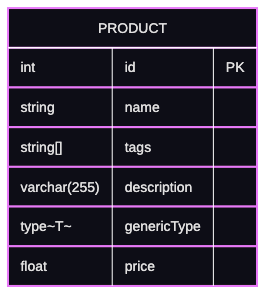 PRODUCT
int id PK
string name
string[] tags
varchar(255) description
type~T~ genericType
float price